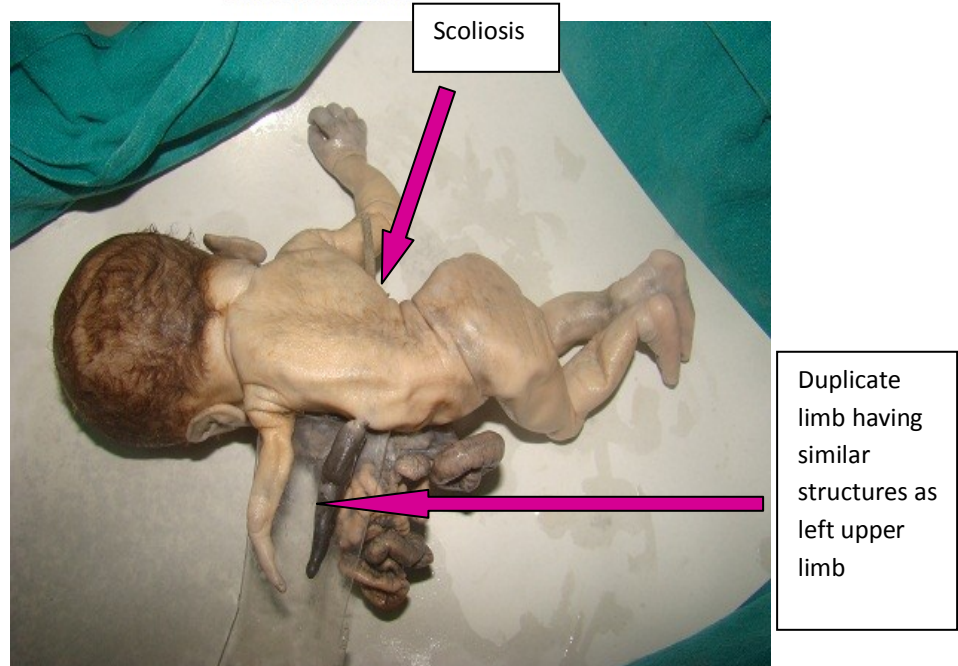 Scoliosis
Duplicate
limb having
similar
structures as
left upper
limb